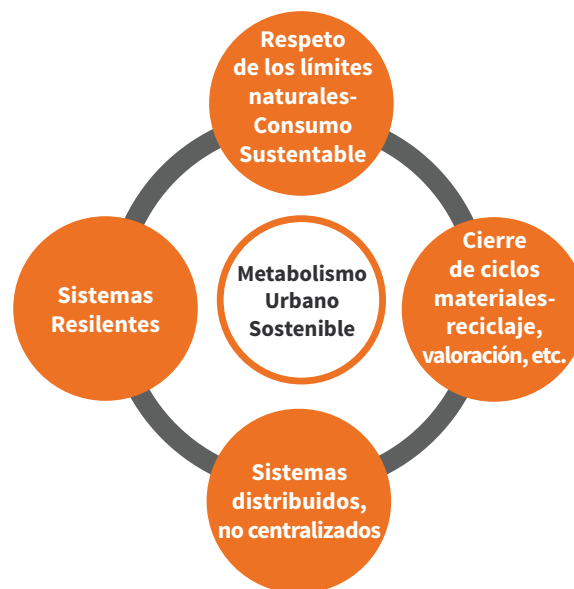 Respeto
de los límites
naturales-
Consumo
Sustentable
Cierre
de ciclos
materiales-
reciclaje,
valoración, etc.
Metabolismo
Urbano
Sostenible
Sistemas
Resilentes
Sistemas
distribuidos,
no centralizados